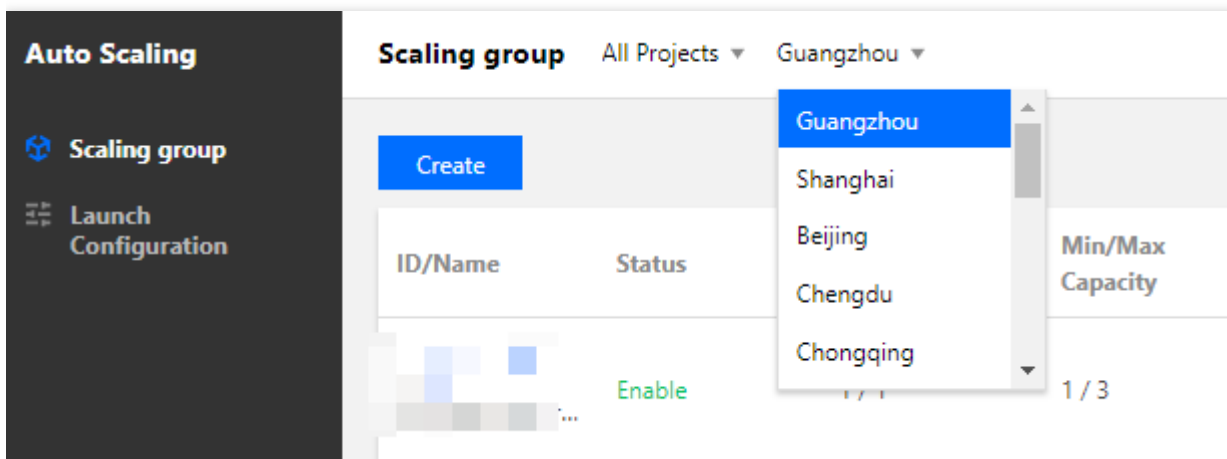 Auto Scaling
Scaling group
Launch
Configuration
Scaling group All Projects Guangzhou
Guangzhou
Shanghai
Beijing
Chengdu
Chongqing
Create
ID/Name Status Min/Max
Capacity
Enable 1 / 3